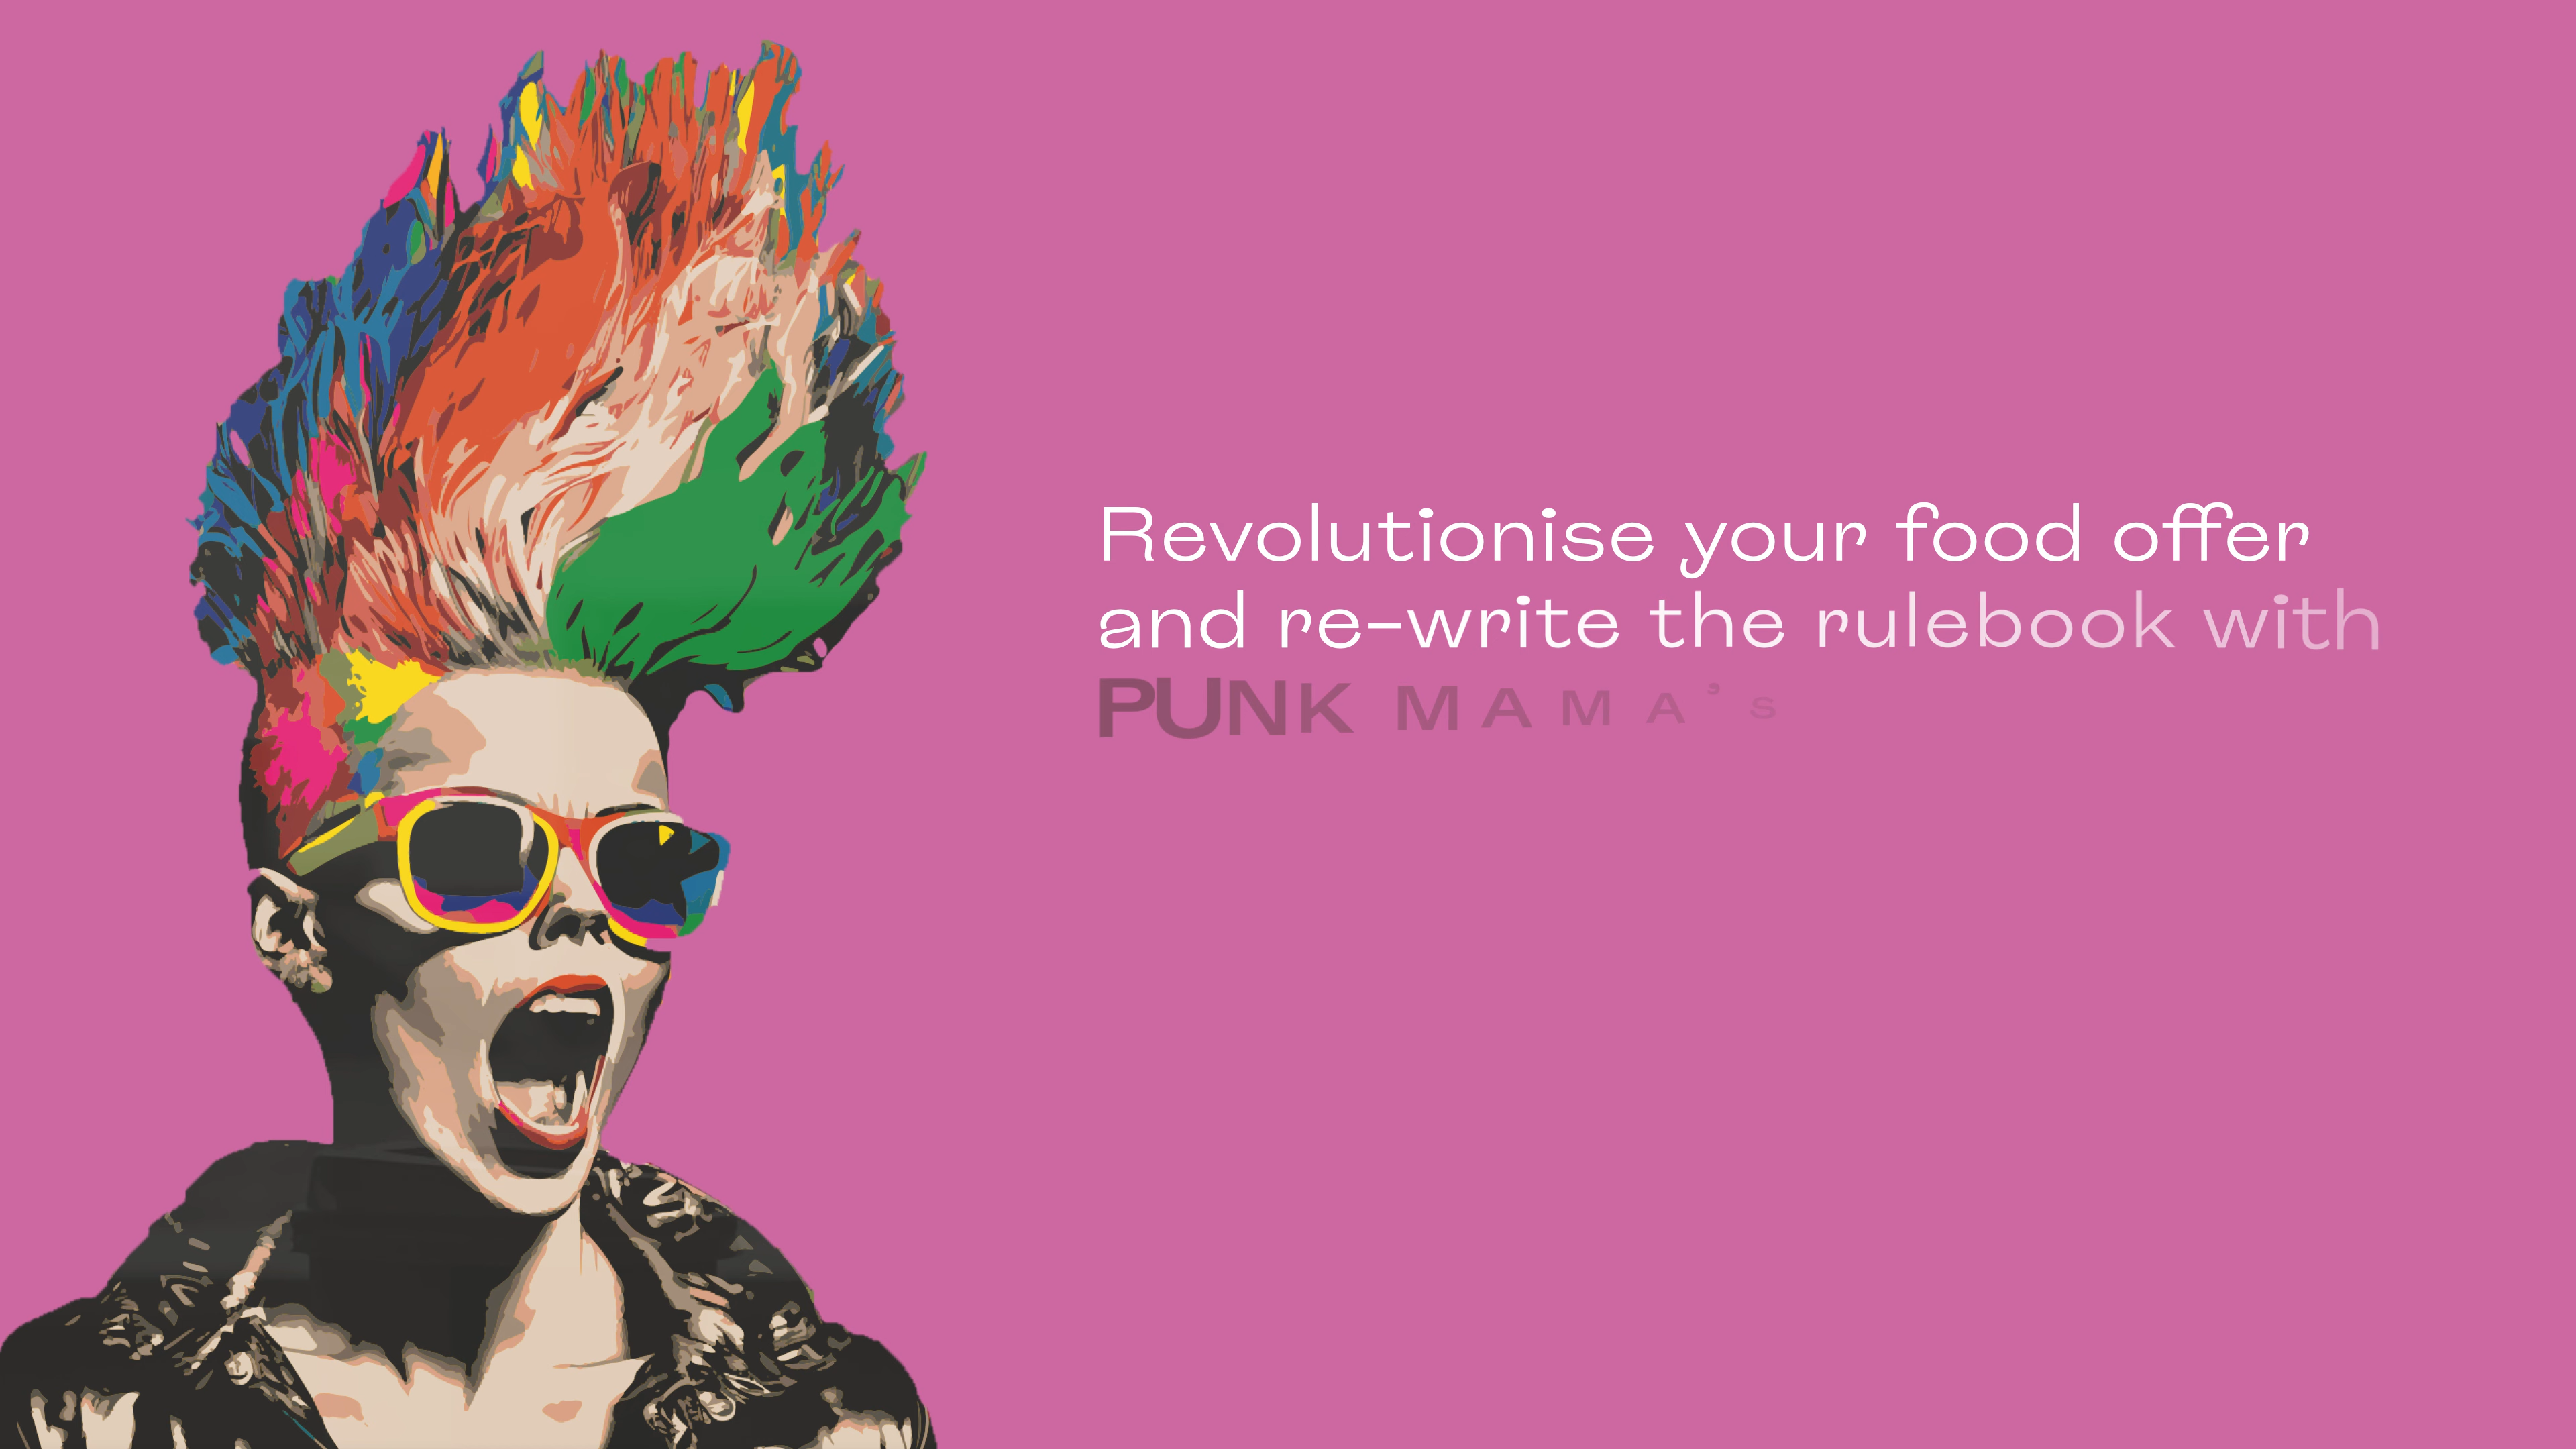 Revolutionise your food offer
and re-write the rulebook with
PUNK MAMA's